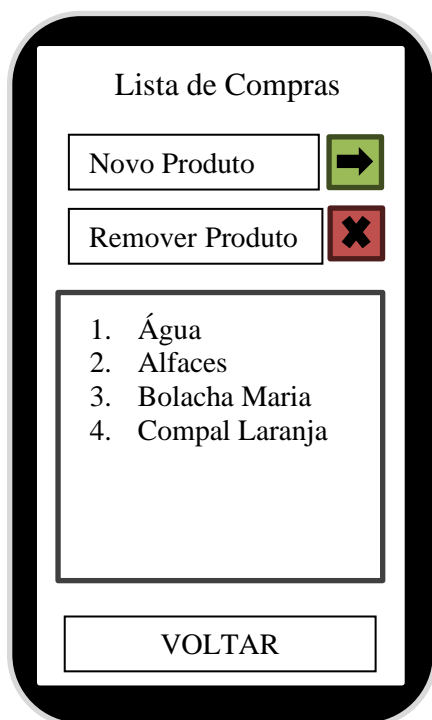 Lista de Compras
Novo Produto
Remover Produto
1. Água
2. Alfaces
3. Bolacha Maria
4. Compal Laranja
VOLTAR